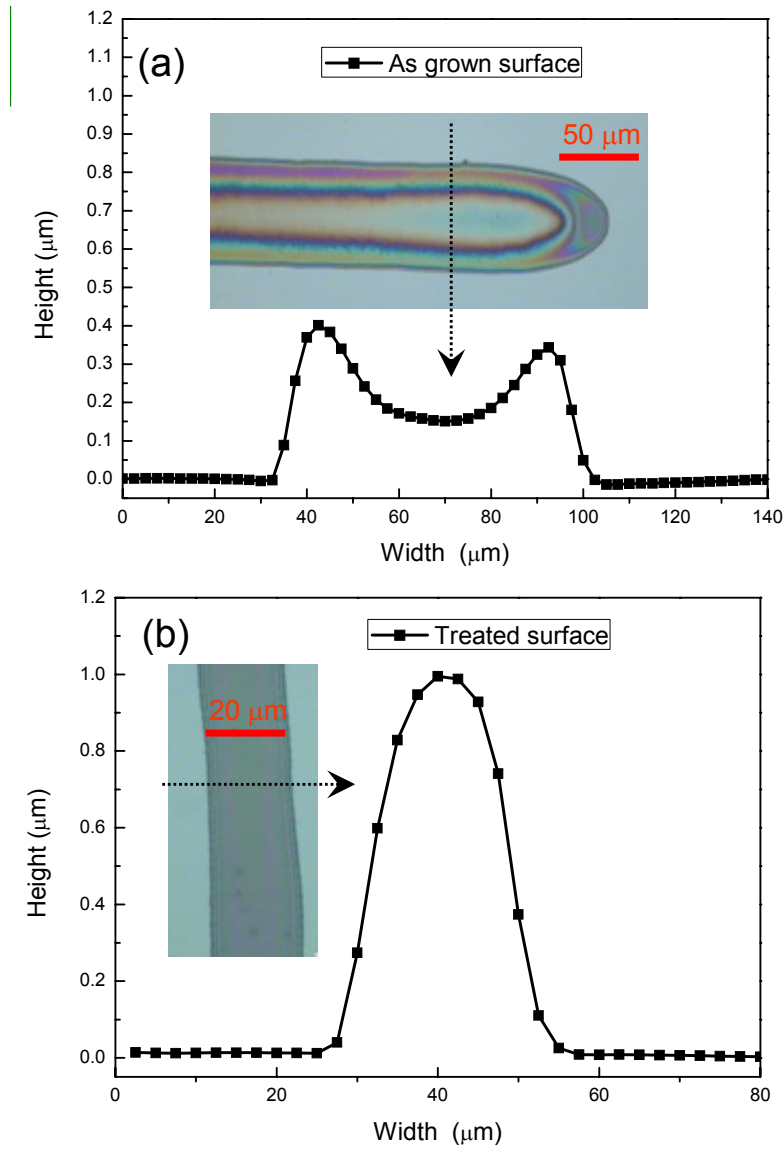 (a)
As grown surface
50 μm
Height (μm)
1.2
1.1
1.0
0.9
0.8
0.7
0.6
0.5
0.4
0.3
0.2
0.1
0.0
0 20 40 60 80 100 120 140
Width (μm)
(b)
Treated surface
20 μm
Height (μm)
1.2
1.0
0.8
0.6
0.4
0.2
0.0
0 20 40 60 80
Width (μm)